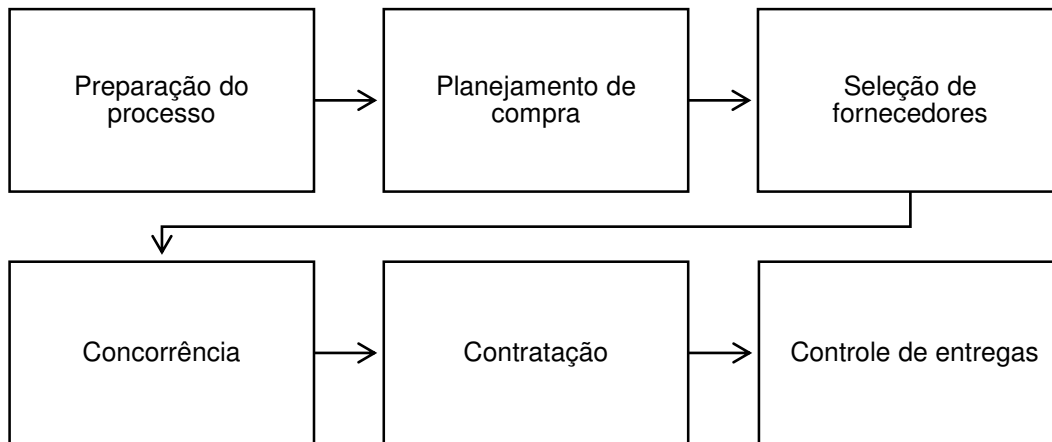 Preparação do
processo
Planejamento de
compra
Seleção de
fornecedores
Concorrência
Contratação
Controle de entregas